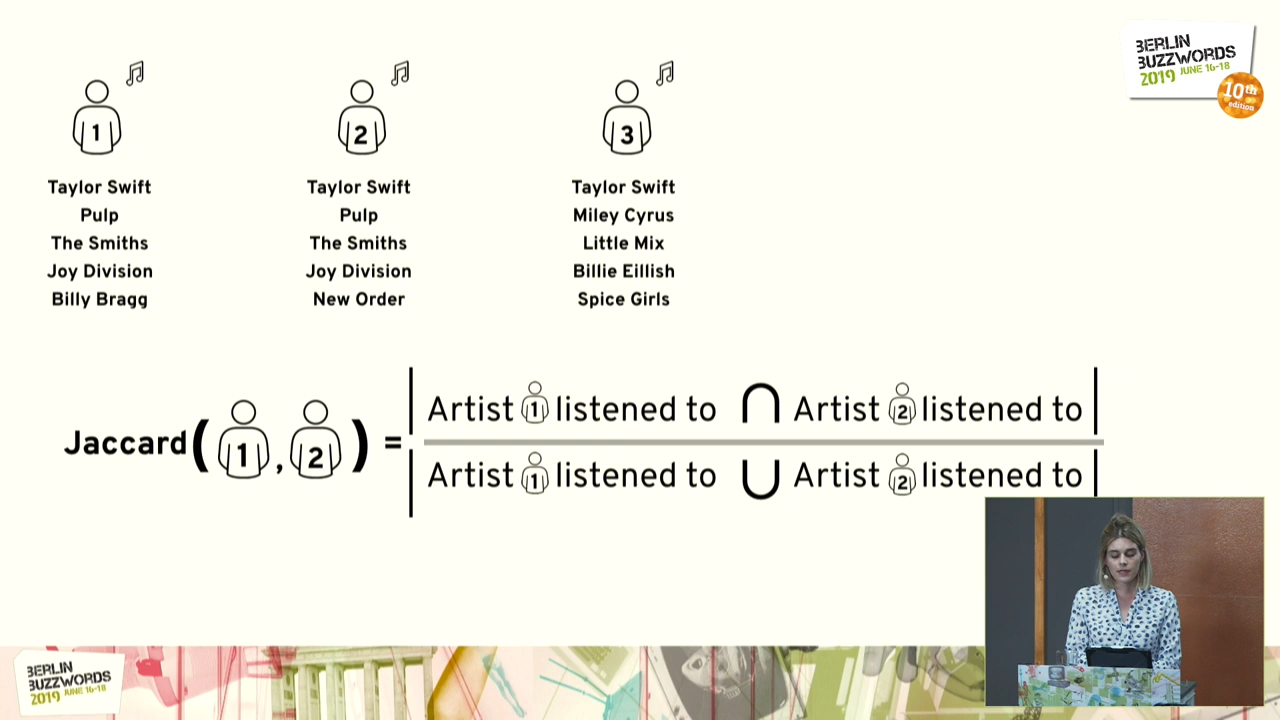 BERLIN
BUZZWORDS
2019 JUNE 16-18
10th
edition
1
2
3
Taylor Swift
Pulp
The Smiths
Joy Division
Billy Bragg
Taylor Swift
Pulp
The Smiths
Joy Division
New Order
Taylor Swift
Miley Cyrus
Little Mix
Billie Eillish
Spice Girls
Jaccard(1, 2) =
|Artist 1 listened to ∩ Artist 2 listened to|
|Artist 1 listened to ∪ Artist 2 listened to|
BERLIN
BUZZWORDS
2019 JUNE 16-18